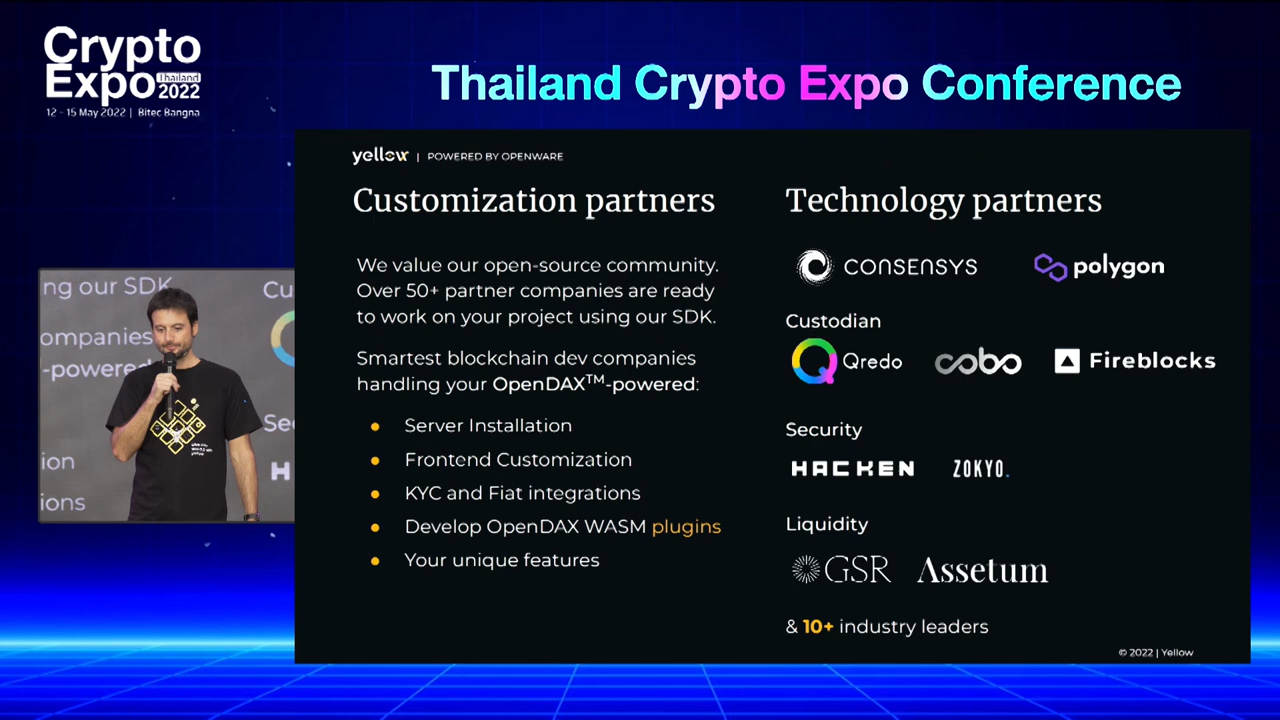 Crypto
Expo Thailand
2022
12 - 15 May 2022 | Bitec Bangna
Thailand Crypto Expo Conference
yellow | POWERED BY OPENWARE
Customization partners
We value our open-source community.
Over 50+ partner companies are ready
to work on your project using our SDK.
Smartest blockchain dev companies
handling your OpenDAX™-powered:
• Server Installation
• Frontend Customization
• KYC and Fiat integrations
• Develop OpenDAX WASM plugins
• Your unique features
Technology partners
CONSENSYS
polygon
Custodian
Qredo
cobo
Fireblocks
Security
HACKEN
ZOKYO.
Liquidity
GSR
Assetum
& 10+ industry leaders
© 2022 | Yellow
ng our SDK
Cu
ompanies
-powere
Se
ion
H
ions